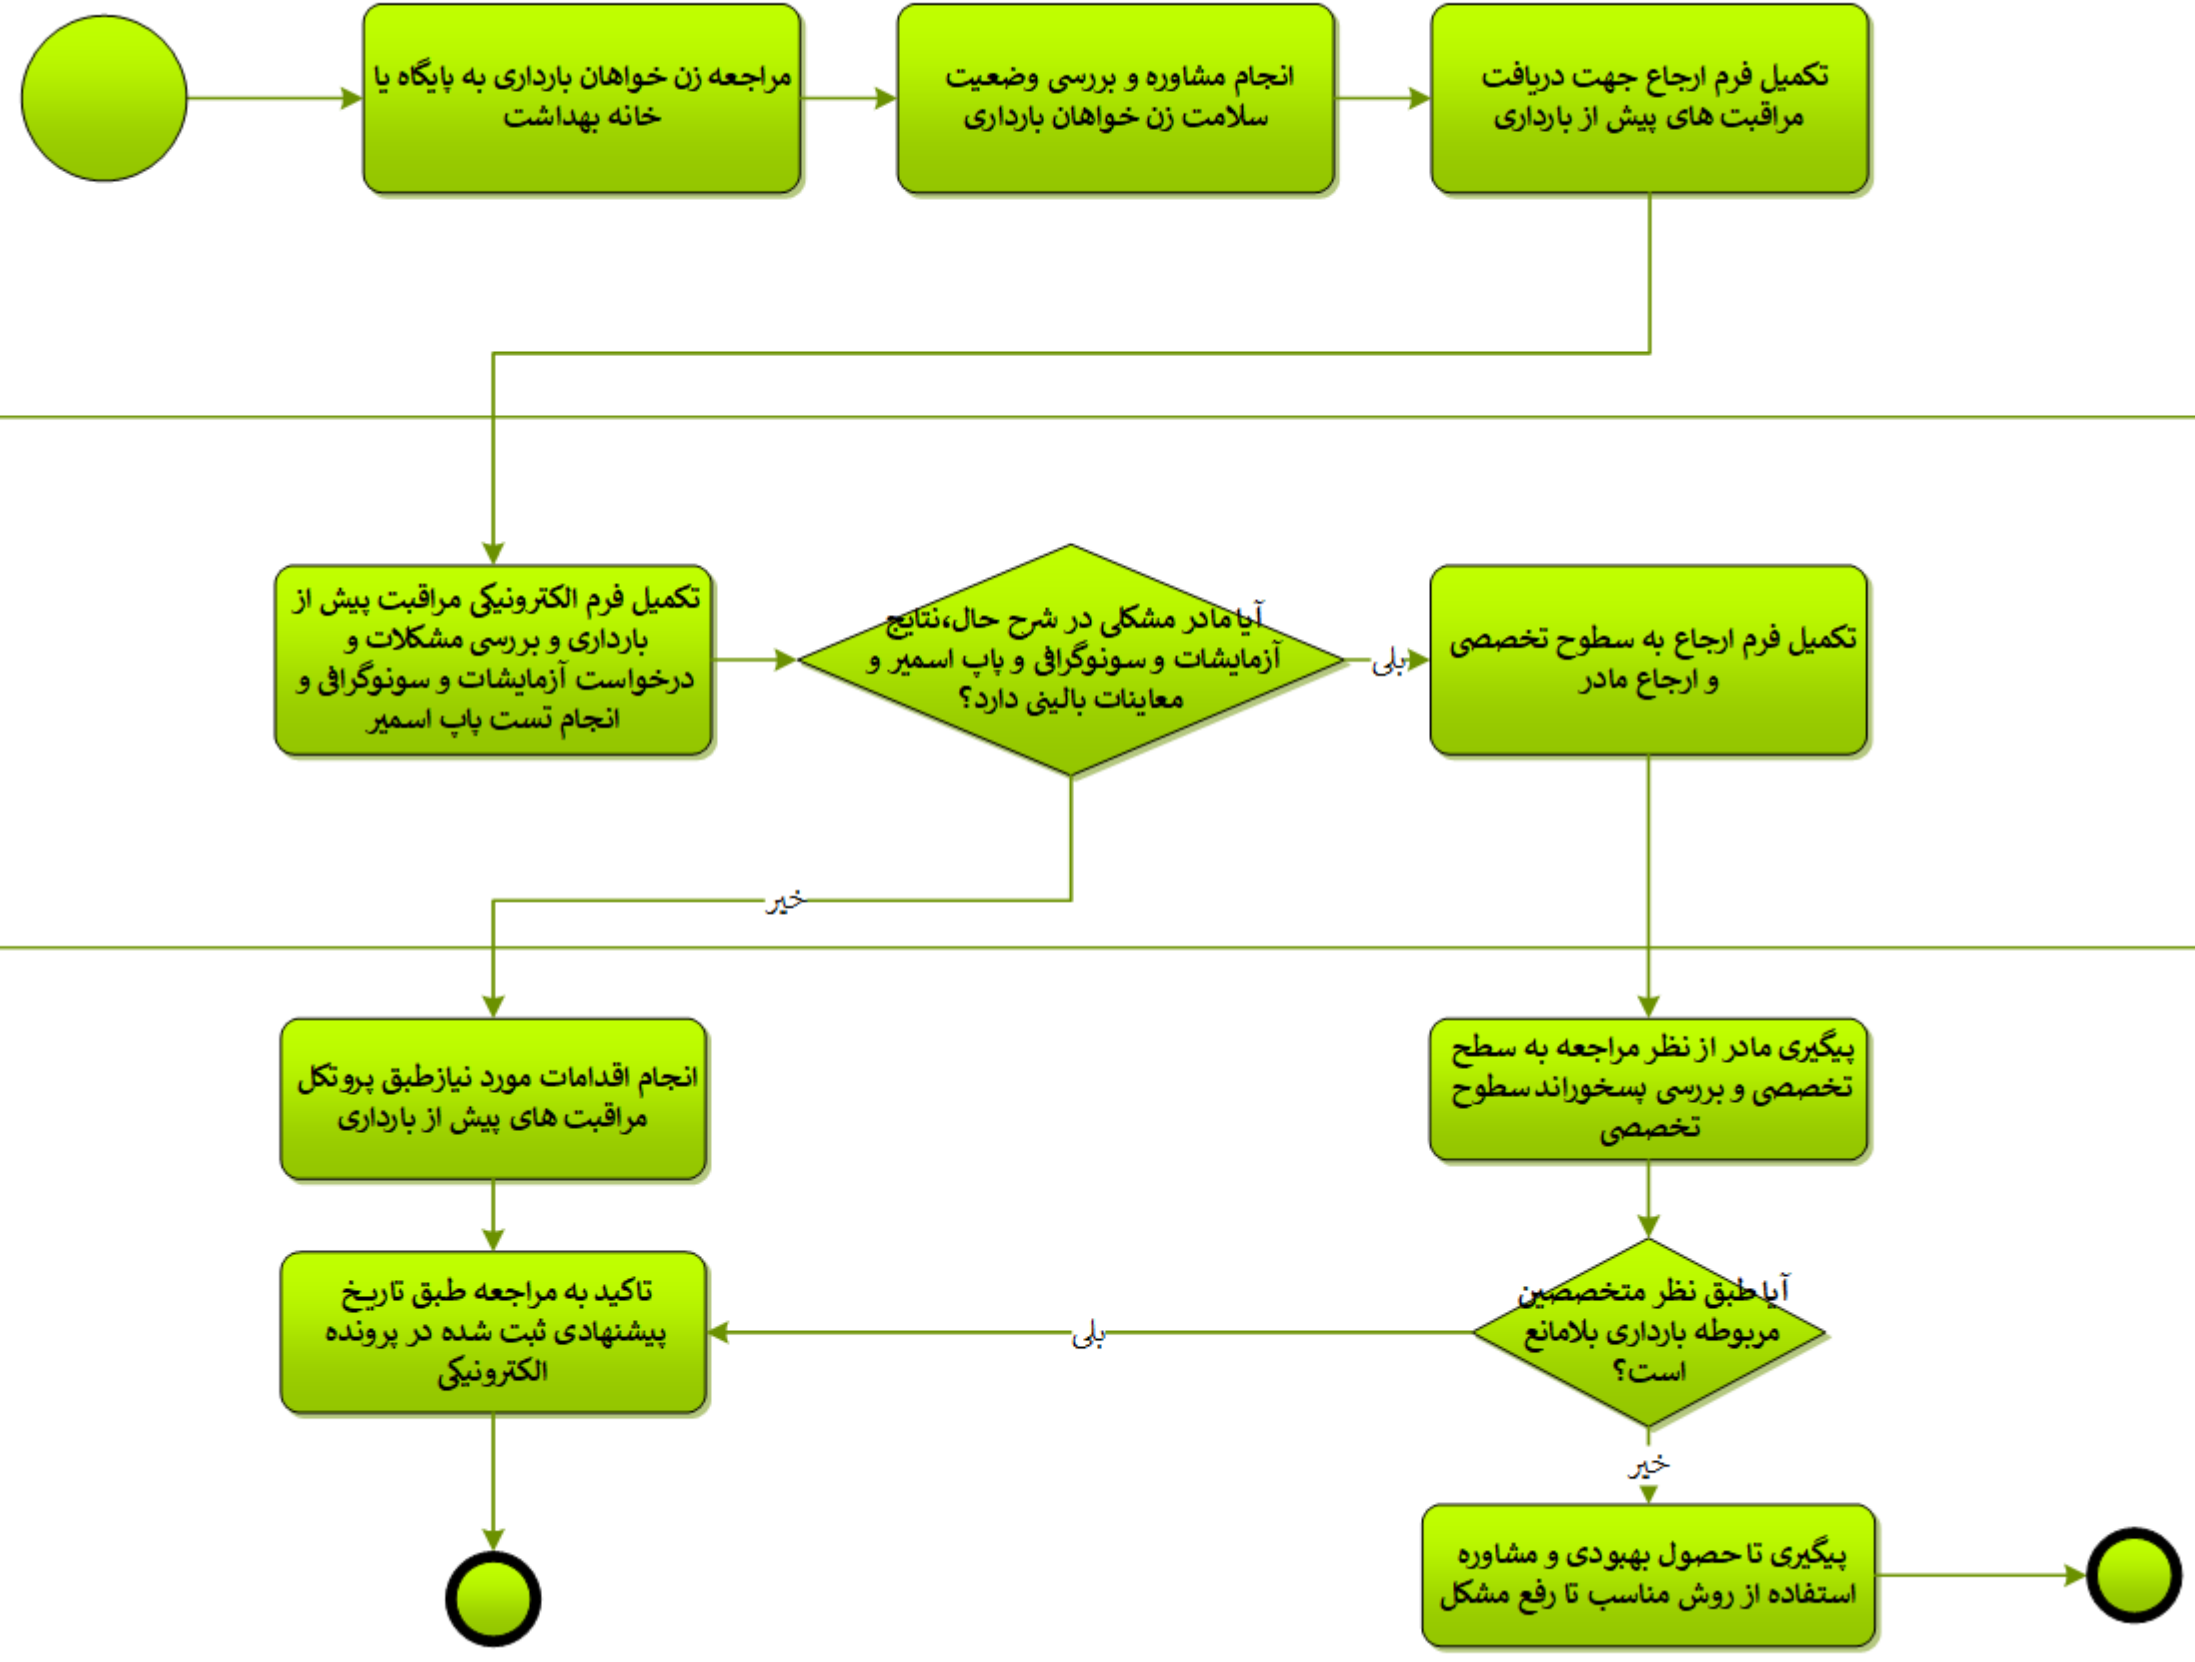 مراجعه زن خواهان بارداری به پایگاه یا
خانه بهداشت
انجام مشاوره و بررسی وضعیت
سلامت زن خواهان بارداری
تکمیل فرم ارجاع جهت دریافت
مراقبت های پیش از بارداری
تکمیل فرم الکترونیکی مراقبت پیش از
بارداری و بررسی مشکلات و
درخواست آزمایشات و سونوگرافی و
انجام تست پاپ اسمیر
آیا مادر مشکلی در شرح حال،نتایج
آزمایشات و سونوگرافی و پاپ اسمیر و
معاینات بالینی دارد؟
بلی
تکمیل فرم ارجاع به سطوح تخصصی
و ارجاع مادر
خیر
انجام اقدامات مورد نیازطبق پروتکل
مراقبت های پیش از بارداری
پیگیری مادر از نظر مراجعه به سطح
تخصصی و بررسی پسخوراند سطوح
تخصصی
تاکید به مراجعه طبق تاریخ
پیشنهادی ثبت شده در پرونده
الکترونیکی
بلی
آیا طبق نظر متخصصین
مربوطه بارداری بلامانع
است؟
خیر
پیگیری تا حصول بهبودی و مشاوره
استفاده از روش مناسب تا رفع مشکل